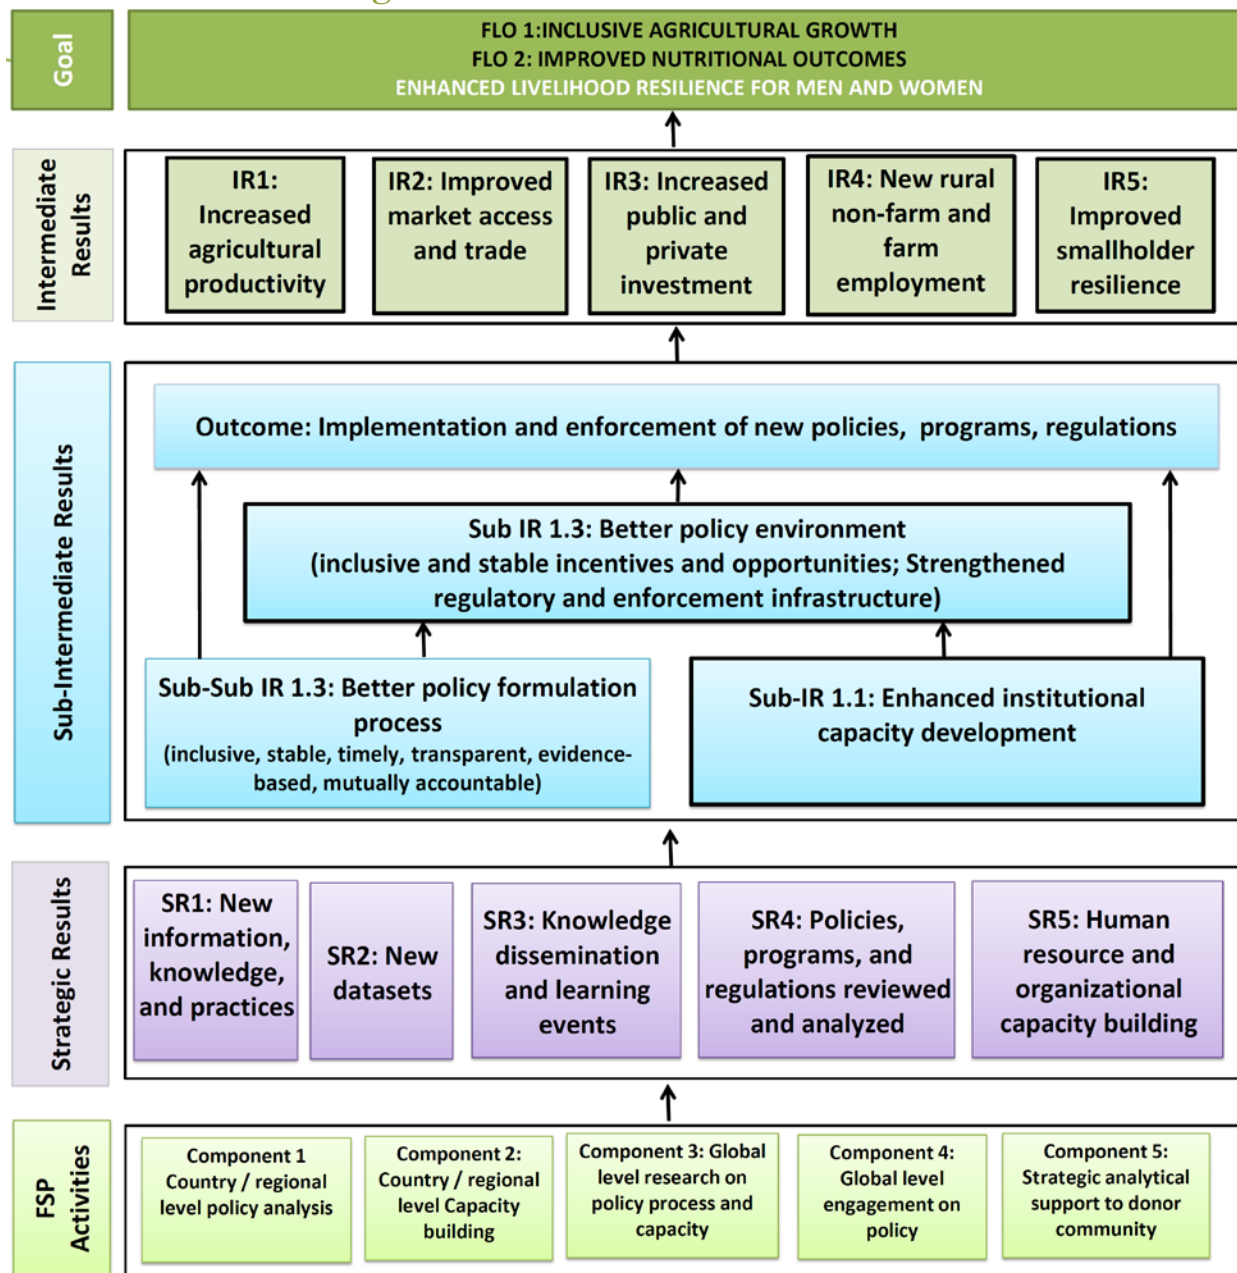 Goal
FLO 1:INCLUSIVE AGRICULTURAL GROWTH
FLO 2: IMPROVED NUTRITIONAL OUTCOMES
ENHANCED LIVELIHOOD RESILIENCE FOR MEN AND WOMEN
Intermediate
Results
IR1:
Increased
agricultural
productivity
IR2: Improved
market access
and trade
IR3: Increased
public and
private
investment
IR4: New rural
non-farm and
farm
employment
IR5:
Improved
smallholder
resilience
Sub-Intermediate Results
Outcome: Implementation and enforcement of new policies, programs, regulations
Sub IR 1.3: Better policy environment
(inclusive and stable incentives and opportunities; Strengthened
regulatory and enforcement infrastructure)
Sub-Sub IR 1.3: Better policy formulation
process
(inclusive, stable, timely, transparent, evidence-
based, mutually accountable)
Sub-IR 1.1: Enhanced institutional
capacity development
Strategic Results
SR1: New
information,
knowledge,
and practices
SR2: New
datasets
SR3: Knowledge
dissemination
and learning
events
SR4: Policies,
programs, and
regulations reviewed
and analyzed
SR5: Human
resource and
organizational
capacity building
FSP
Activities
Component 1
Country / regional
level policy analysis
Component 2:
Country / regional
level Capacity
building
Component 3: Global
level research on
policy process and
capacity
Component 4:
Global level
engagement on
policy
Component 5:
Strategic analytical
support to donor
community